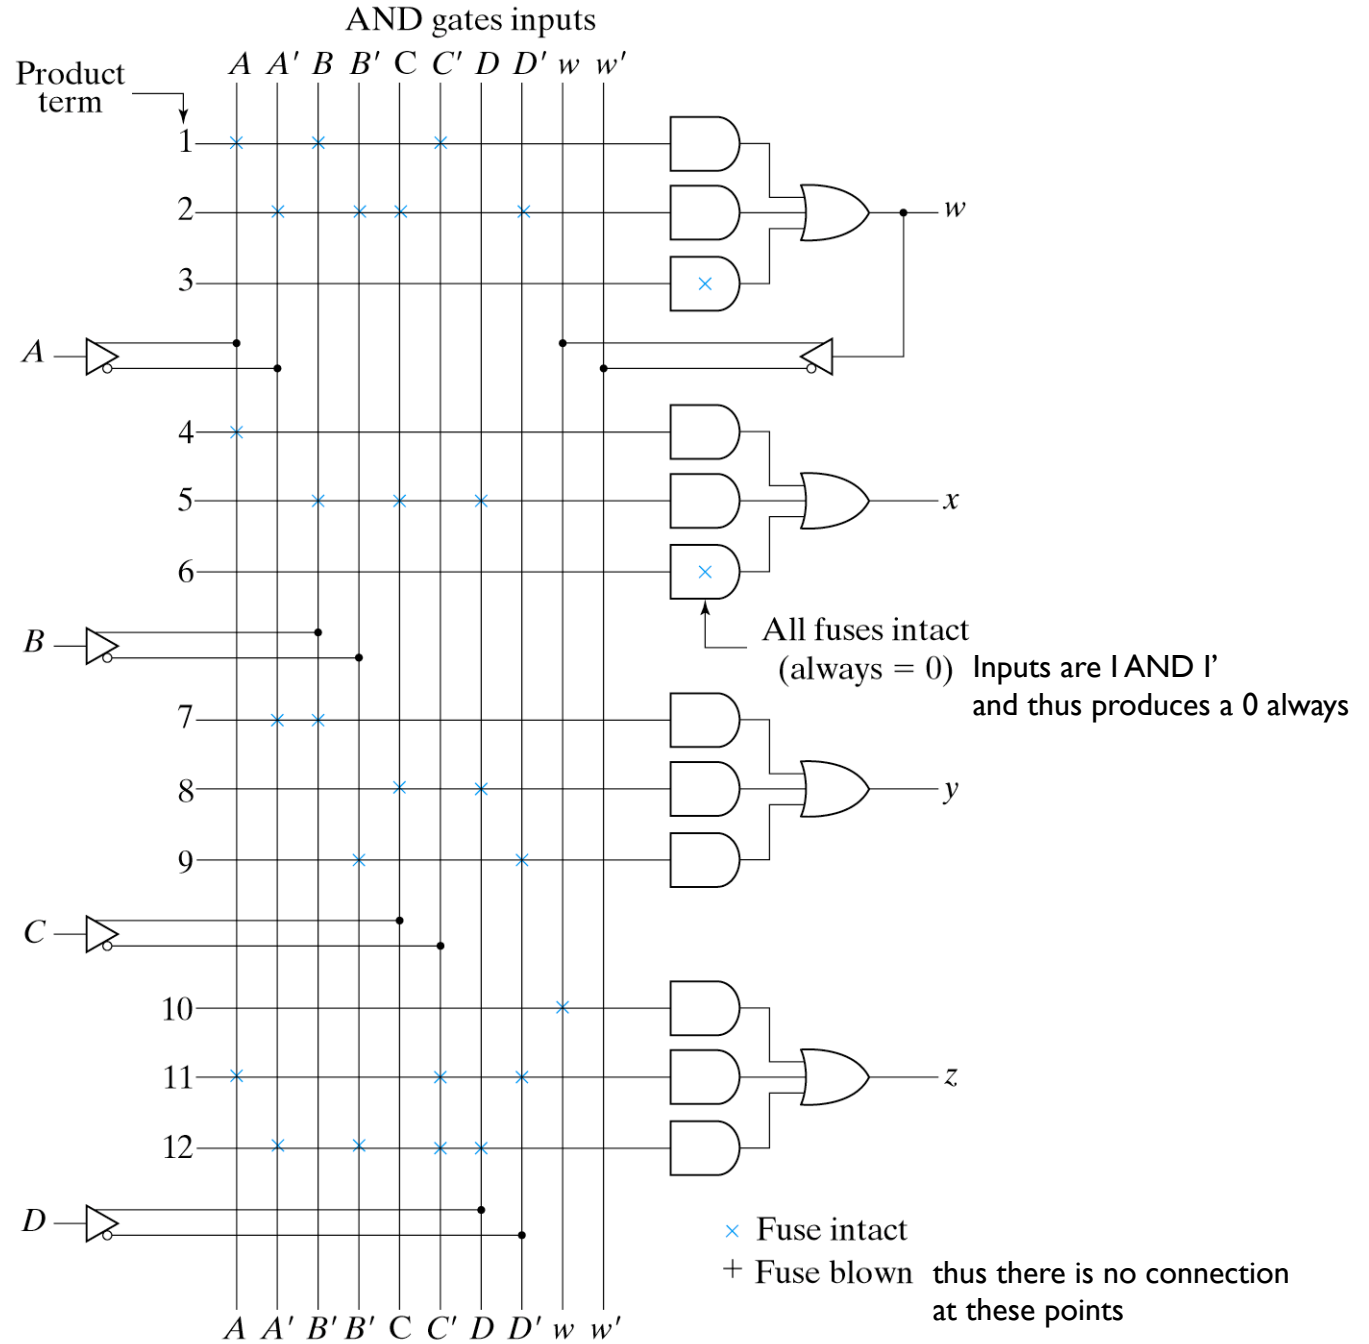 AND gates inputs
A A' B B' C C' D D' w w'
Product
term
1
2
w
3
A
4
5
x
6
All fuses intact
(always = 0) Inputs are I AND I'
and thus produces a 0 always
B
7
8
y
9
C
10
11
z
12
D
× Fuse intact
+ Fuse blown thus there is no connection
at these points
A A' B' B' C C' D D' w w'